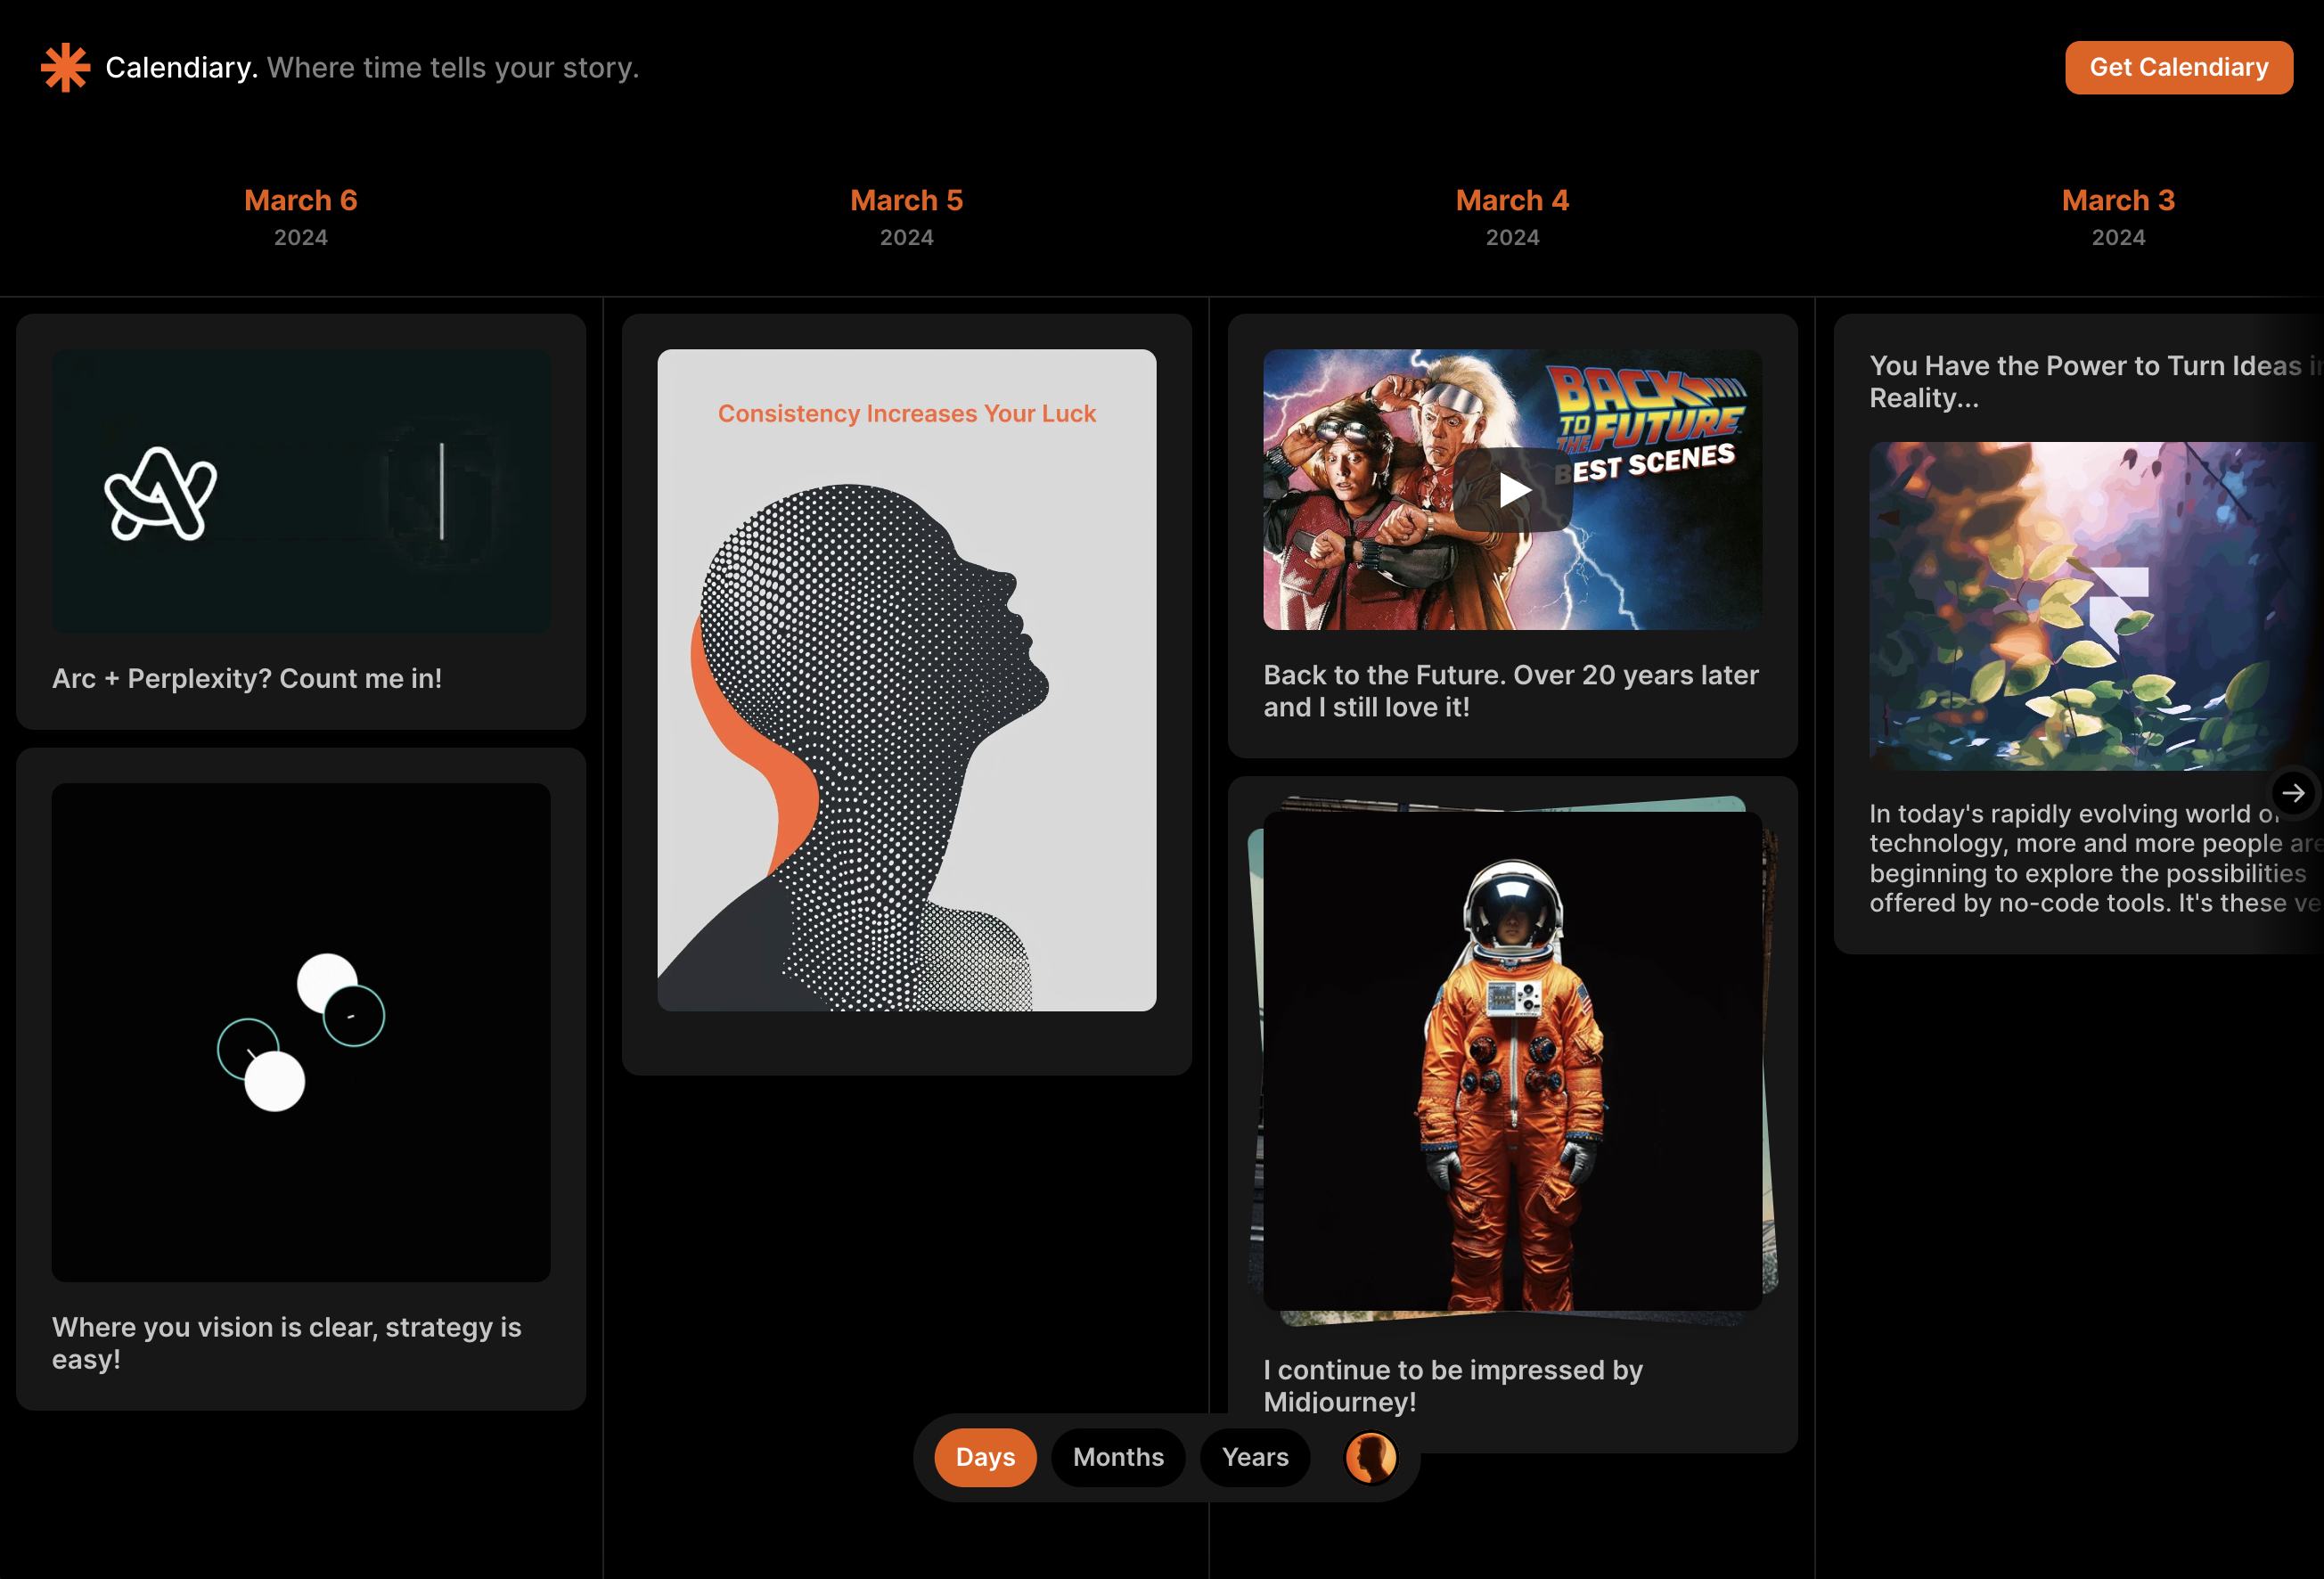 Calendiary. Where time tells your story.
Get Calendiary
March 6
2024
March 5
2024
March 4
2024
March 3
2024
Arc + Perplexity? Count me in!
Where you vision is clear, strategy is
easy!
Consistency Increases Your Luck
BACK
TO THE FUTURE
BEST SCENES
Back to the Future. Over 20 years later
and I still love it!
I continue to be impressed by
Midjourney!
You Have the Power to Turn Ideas
Reality...
In today's rapidly evolving world of
technology, more and more people are
beginning to explore the possibilities
offered by no-code tools. It's these
Days
Months
Years